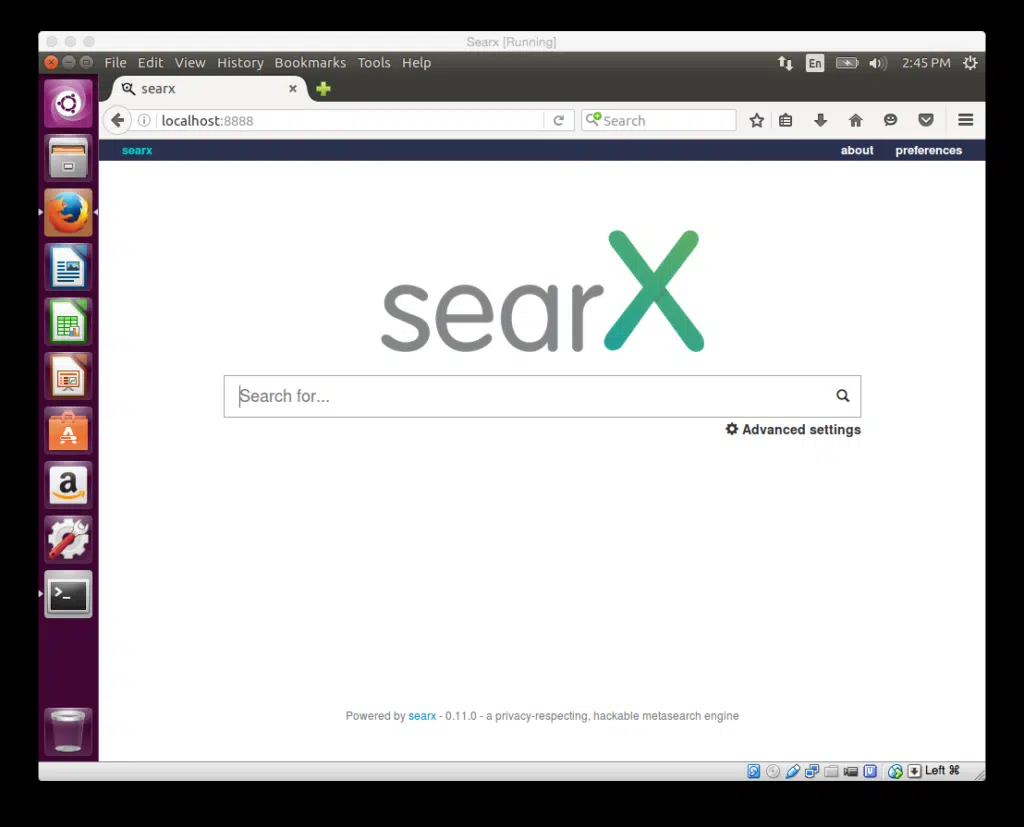 Searx [Running]
File Edit View History Bookmarks Tools Help
En
2:45 PM
searx
localhost:8888
Search
searx
about preferences
searX
Search for...
Advanced settings
Powered by searx - 0.11.0 - a privacy-respecting, hackable metasearch engine
Left ⌘